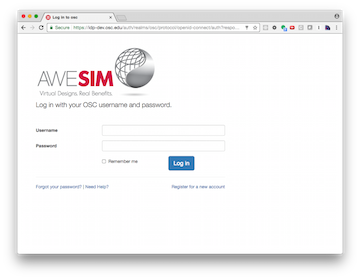 Log in to osc
Secure https://idp-dev.osc.edu/auth/realms/osc/protocol/openid-connect/auth?respo
AWESIM
Virtual Designs. Real Benefits.
Log in with your OSC username and password.
Username
Password
Remember me
Log in
Forgot your password? | Need Help?
Register for a new account